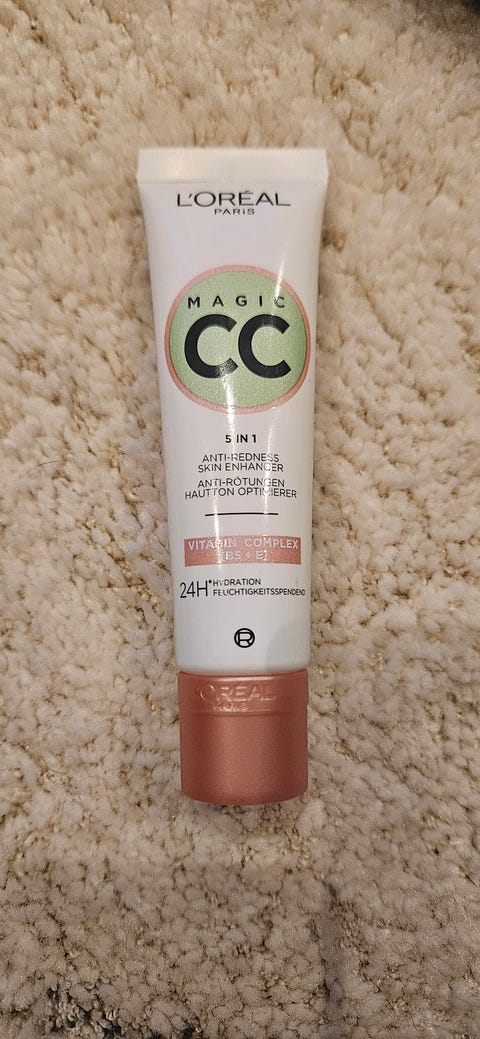 L'ORÉAL
PARIS
MAGIC
CC
5 IN 1
ANTI-REDNESS
SKIN ENHANCER
ANTI-RÖTUNGEN
HAUTTON OPTIMIERER
VITAMIN COMPLEX
[B5 + E]
24H* HYDRATION
FEUCHTIGKEITSSPENDEND
R
L'ORÉAL
PARIS